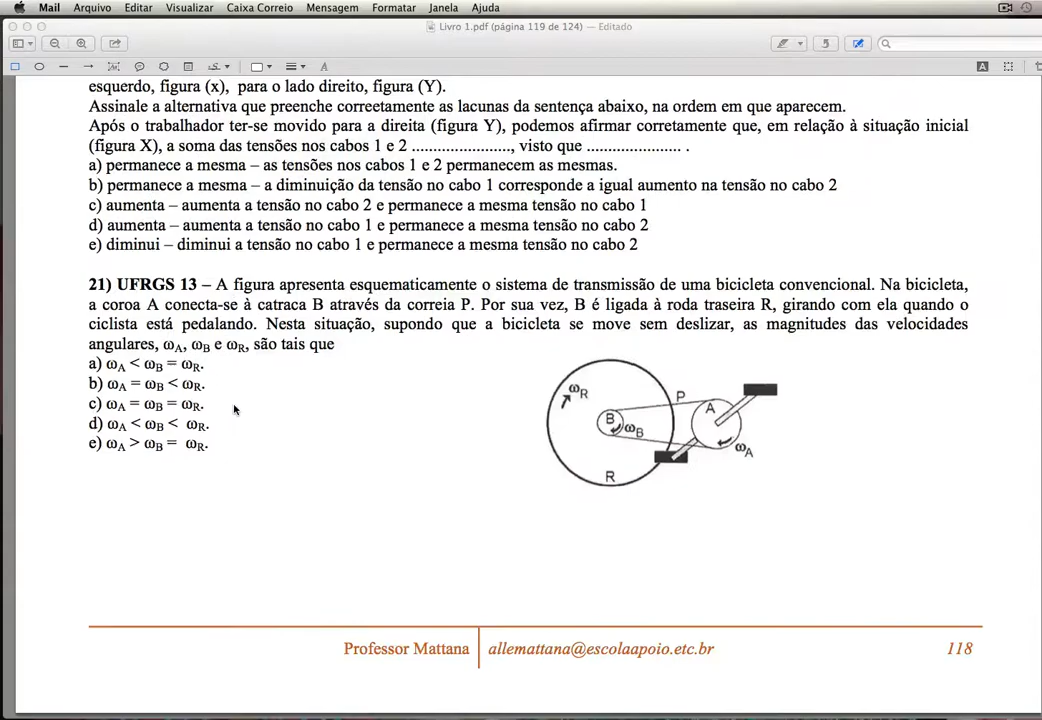 Mail Arquivo Editar Visualizar Caixa Correio Mensagem Formatar Janela Ajuda
Livro 1.pdf (página 119 de 124) — Editado
esquerdo, figura (x), para o lado direito, figura (Y).
Assinale a alternativa que preenche correetamente as lacunas da sentença abaixo, na ordem em que aparecem.
Após o trabalhador ter-se movido para a direita (figura Y), podemos afirmar corretamente que, em relação à situação inicial
(figura X), a soma das tensões nos cabos 1 e 2 ......................., visto que ...................... .
a) permanece a mesma – as tensões nos cabos 1 e 2 permanecem as mesmas.
b) permanece a mesma – a diminuição da tensão no cabo 1 corresponde a igual aumento na tensão no cabo 2
c) aumenta – aumenta a tensão no cabo 2 e permanece a mesma tensão no cabo 1
d) aumenta – aumenta a tensão no cabo 1 e permanece a mesma tensão no cabo 2
e) diminui – diminui a tensão no cabo 1 e permanece a mesma tensão no cabo 2
21) UFRGS 13 – A figura apresenta esquematicamente o sistema de transmissão de uma bicicleta convencional. Na bicicleta,
a coroa A conecta-se à catraca B através da correia P. Por sua vez, B é ligada à roda traseira R, girando com ela quando o
ciclista está pedalando. Nesta situação, supondo que a bicicleta se move sem deslizar, as magnitudes das velocidades
angulares, ωA, ωB e ωR, são tais que
a) ωA < ωB = ωR.
b) ωA = ωB < ωR.
c) ωA = ωB = ωR.
d) ωA < ωB < ωR.
e) ωA > ωB = ωR.
ωR
P
A
B
ωB
ωA
R
Professor Mattana
allemattana@escolaapoio.etc.br
118